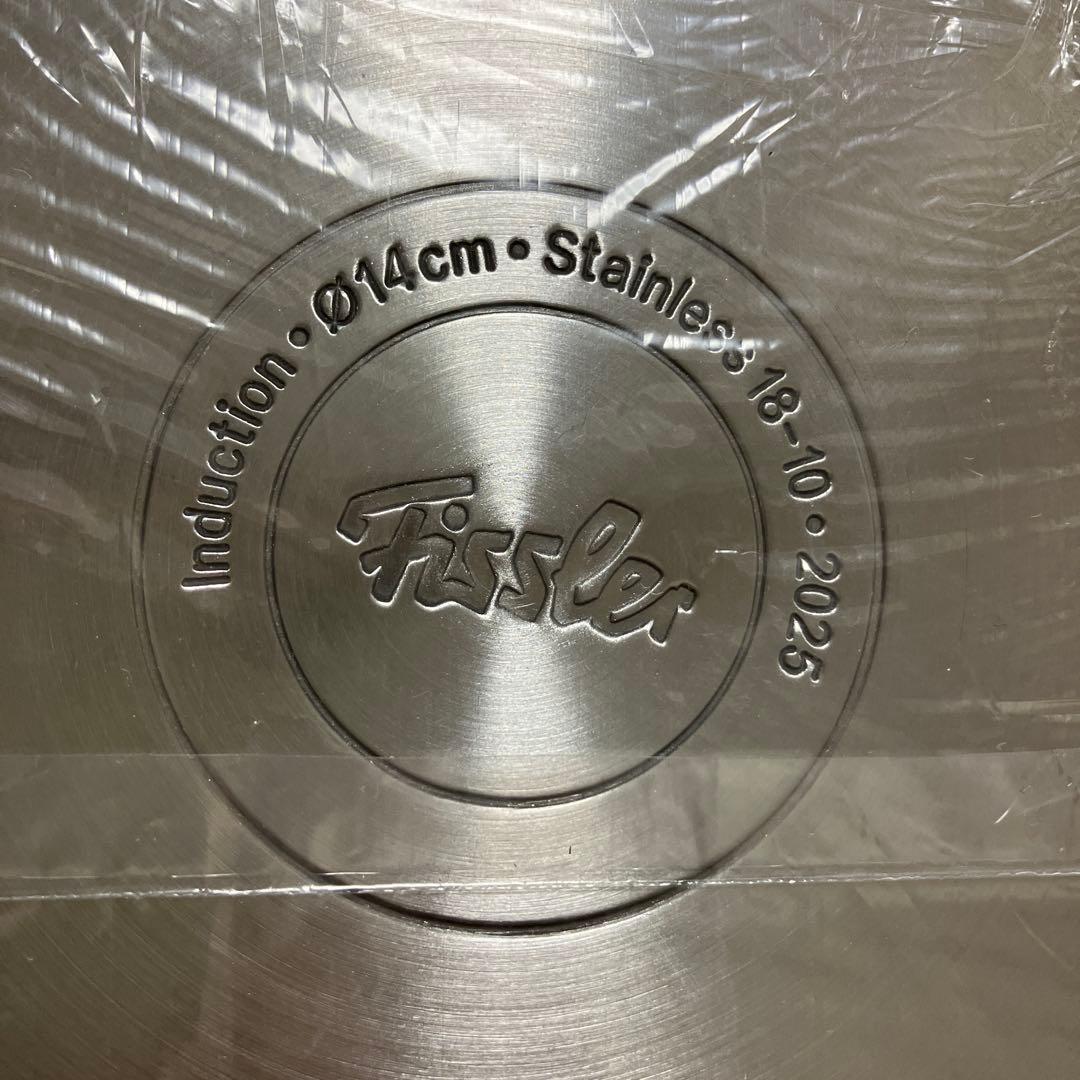 Induction • Ø14cm • Stainless 18-10 • 2025
Fissler